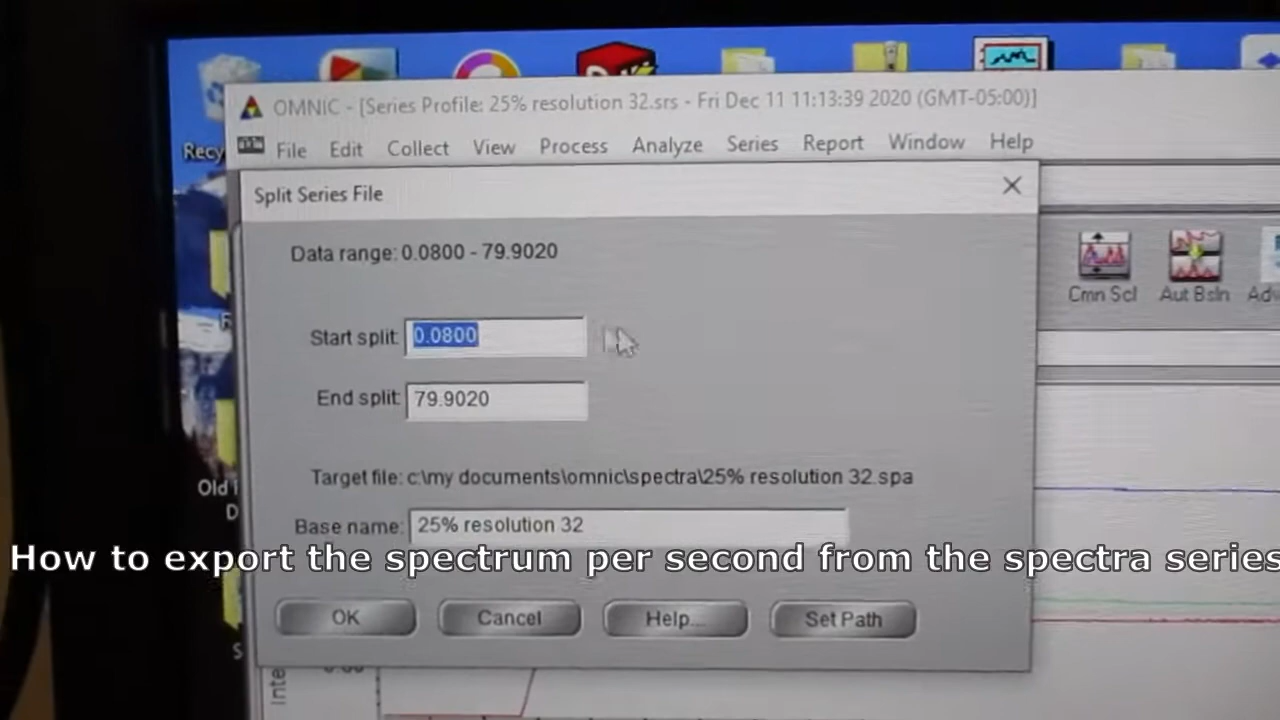 OMNIC - [Series Profile: 25% resolution 32.srs - Fri Dec 11 11:13:39 2020 (GMT-05:00)]
File Edit Collect View Process Analyze Series Report Window Help
Split Series File
Data range: 0.0800 - 79.9020
Cmn Scl Aut Bsln
Start split: 0.0800
End split: 79.9020
Target file: c:\my documents\omnic\spectra\25% resolution 32.spa
Old
Base name: 25% resolution 32
How to export the spectrum per second from the spectra series
OK Cancel Help... Set Path